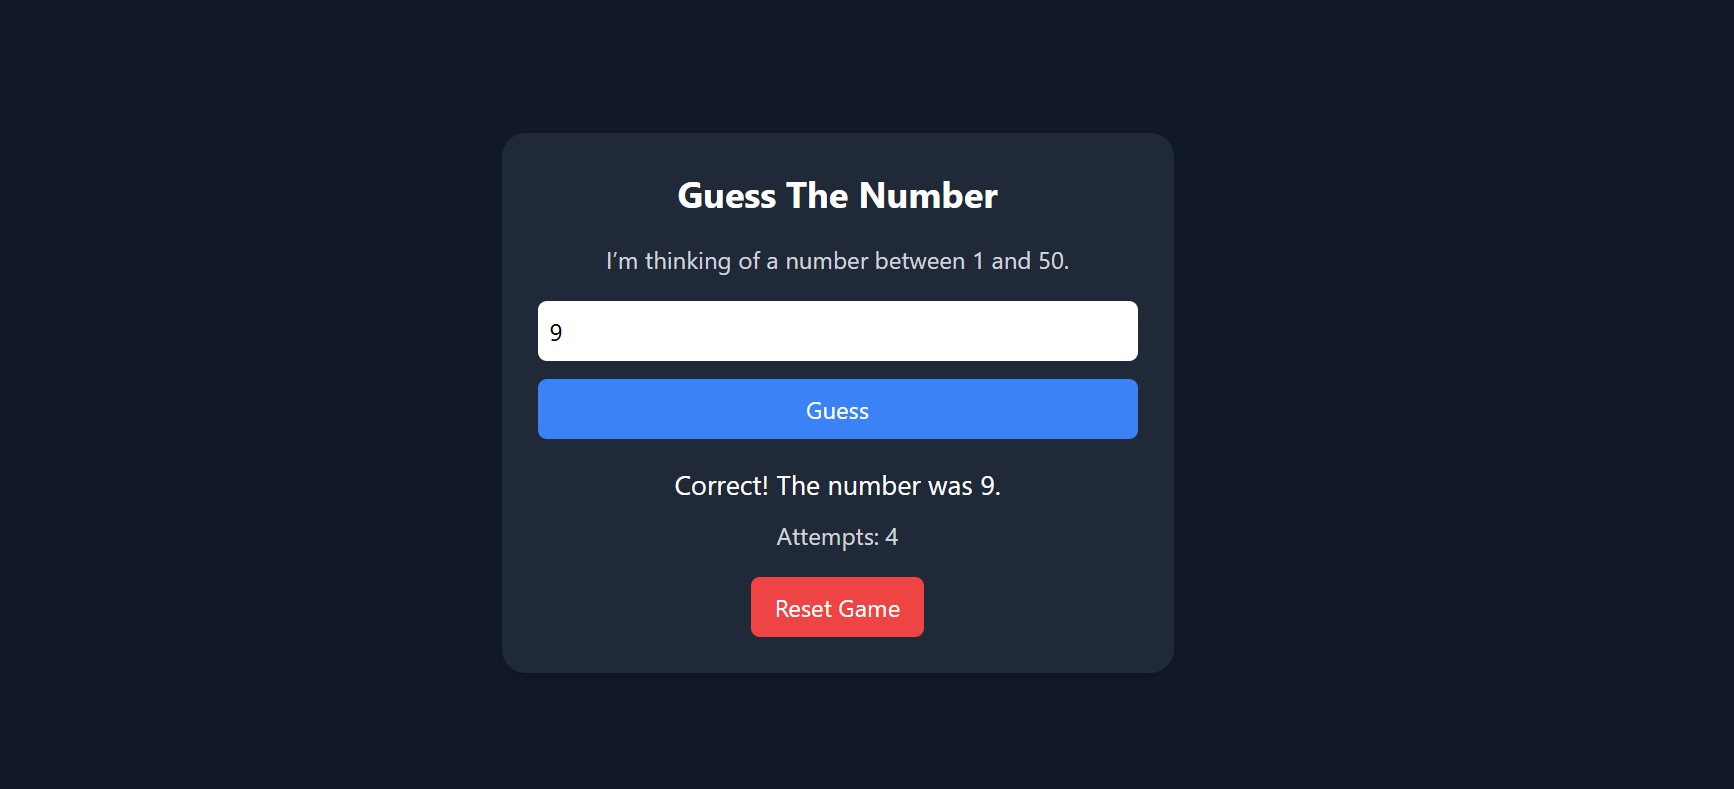 Guess The Number
I’m thinking of a number between 1 and 50.
9
Guess
Correct! The number was 9.
Attempts: 4
Reset Game